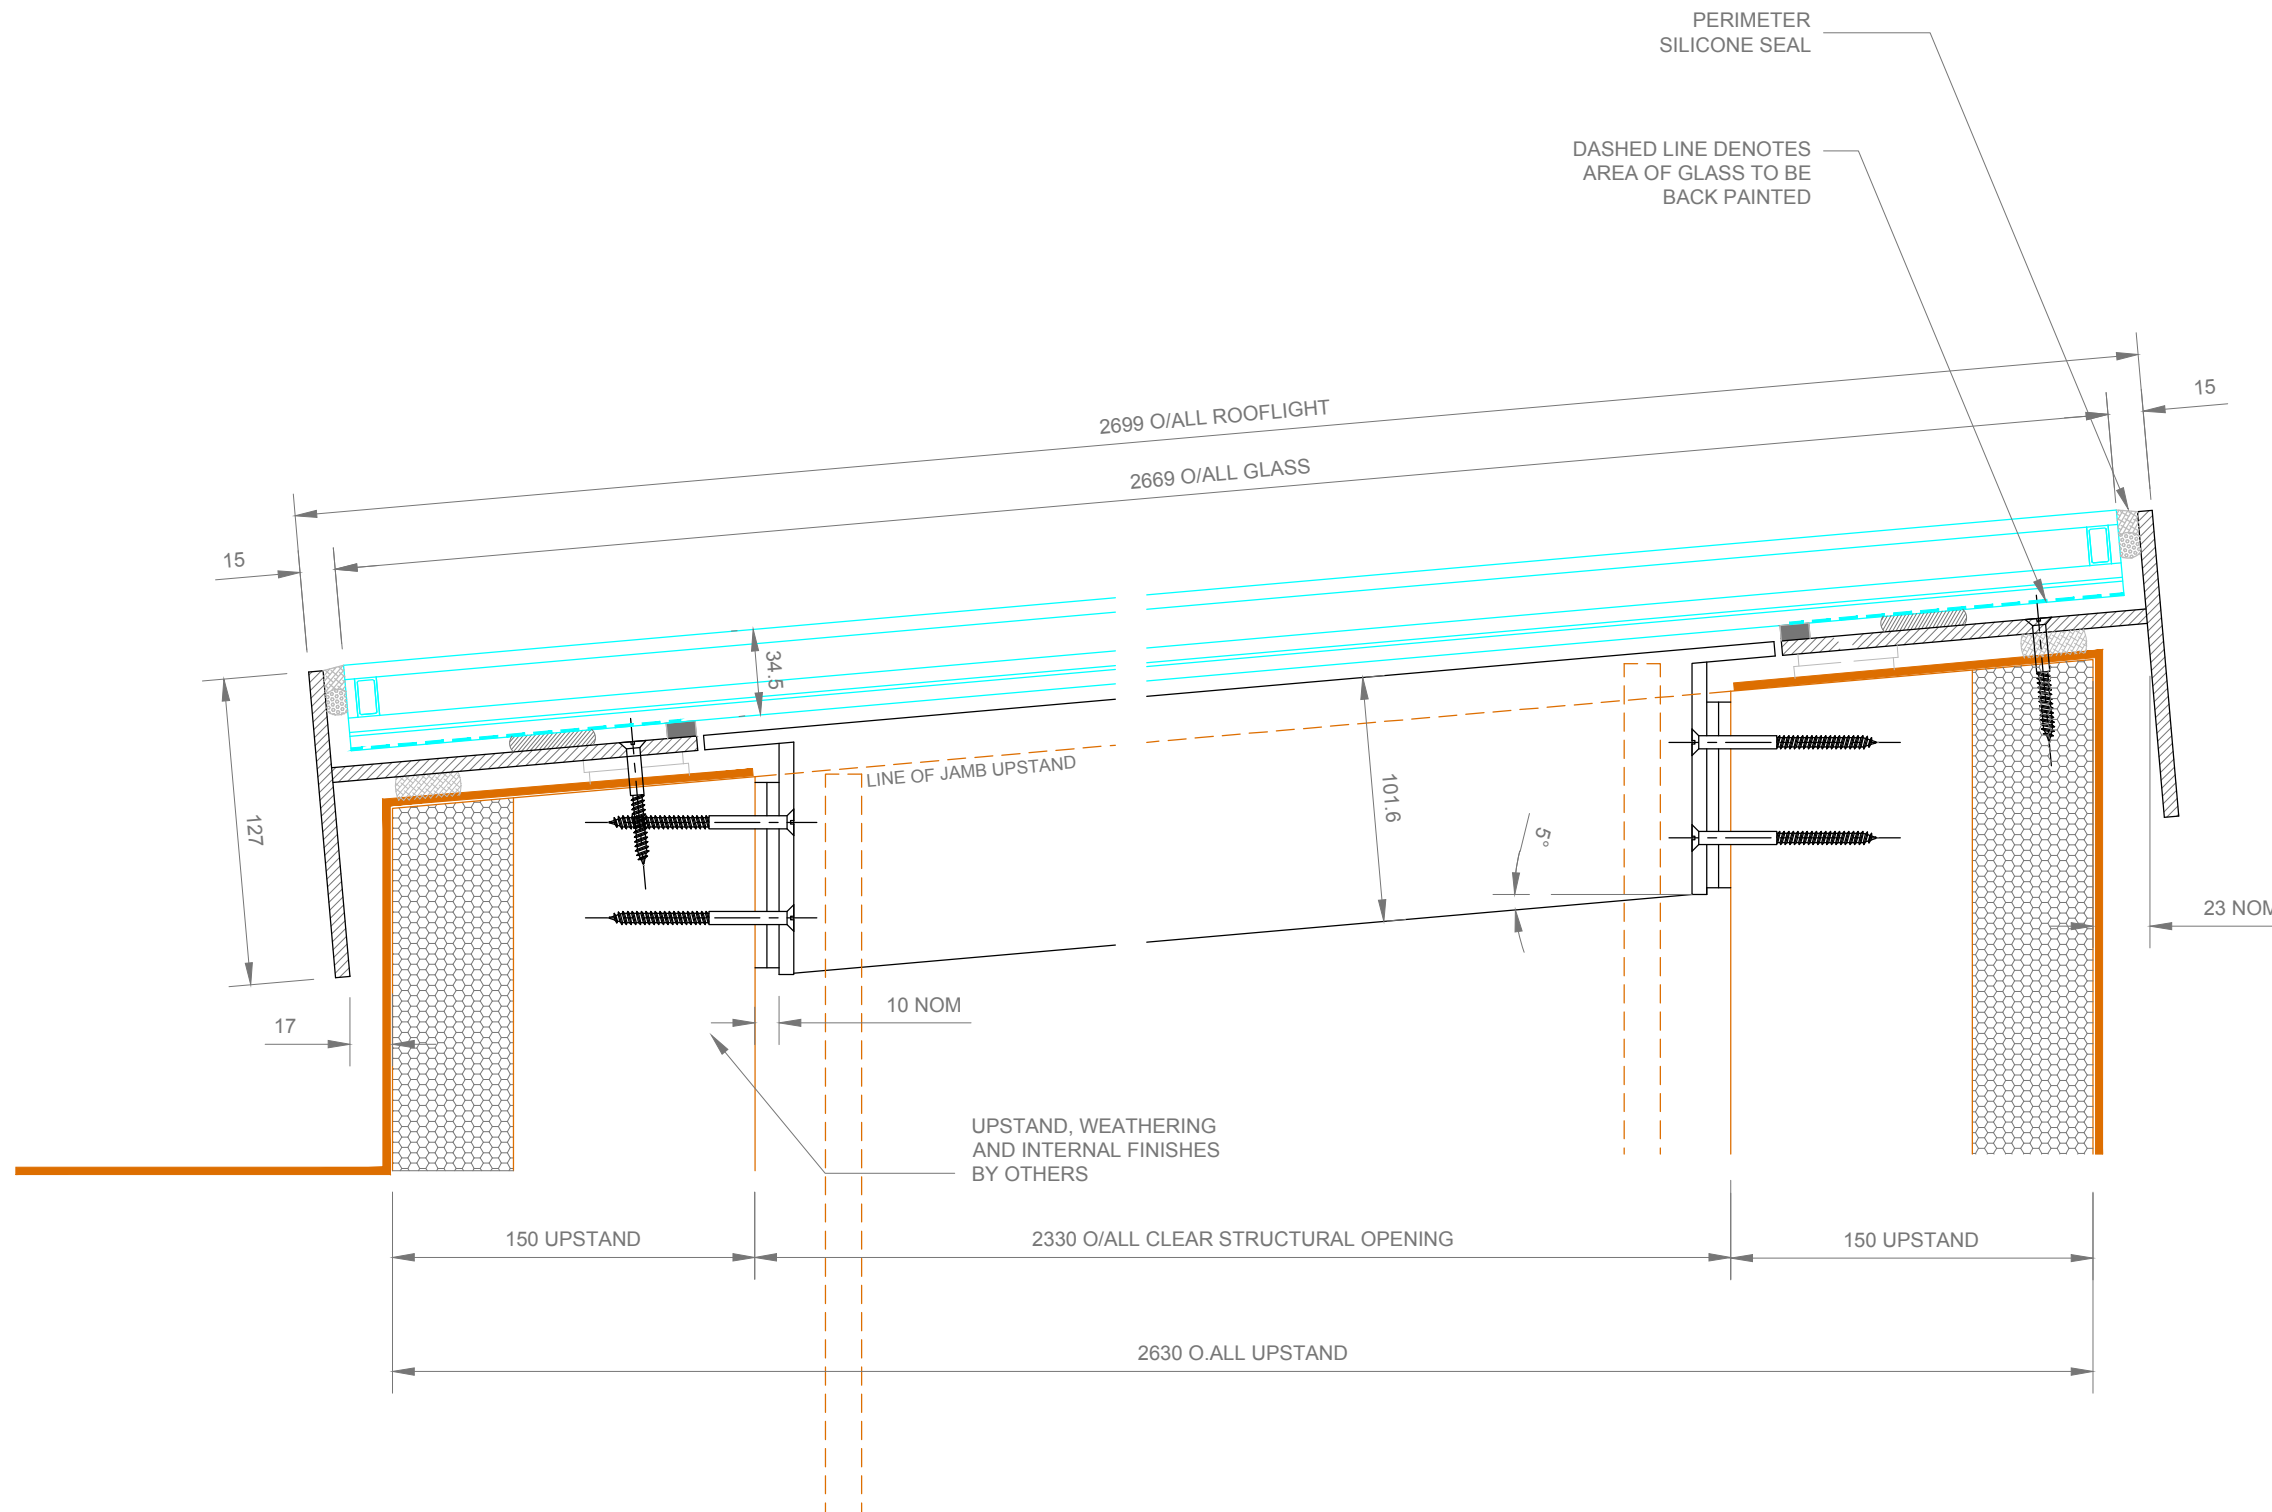 PERIMETER
SILICONE SEAL
DASHED LINE DENOTES
AREA OF GLASS TO BE
BACK PAINTED
2699 O/ALL ROOFLIGHT
15
2669 O/ALL GLASS
15
34.5
LINE OF JAMB UPSTAND
101.6
5°
127
23 NOM
10 NOM
17
UPSTAND, WEATHERING
AND INTERNAL FINISHES
BY OTHERS
150 UPSTAND
2330 O/ALL CLEAR STRUCTURAL OPENING
150 UPSTAND
2630 O.ALL UPSTAND